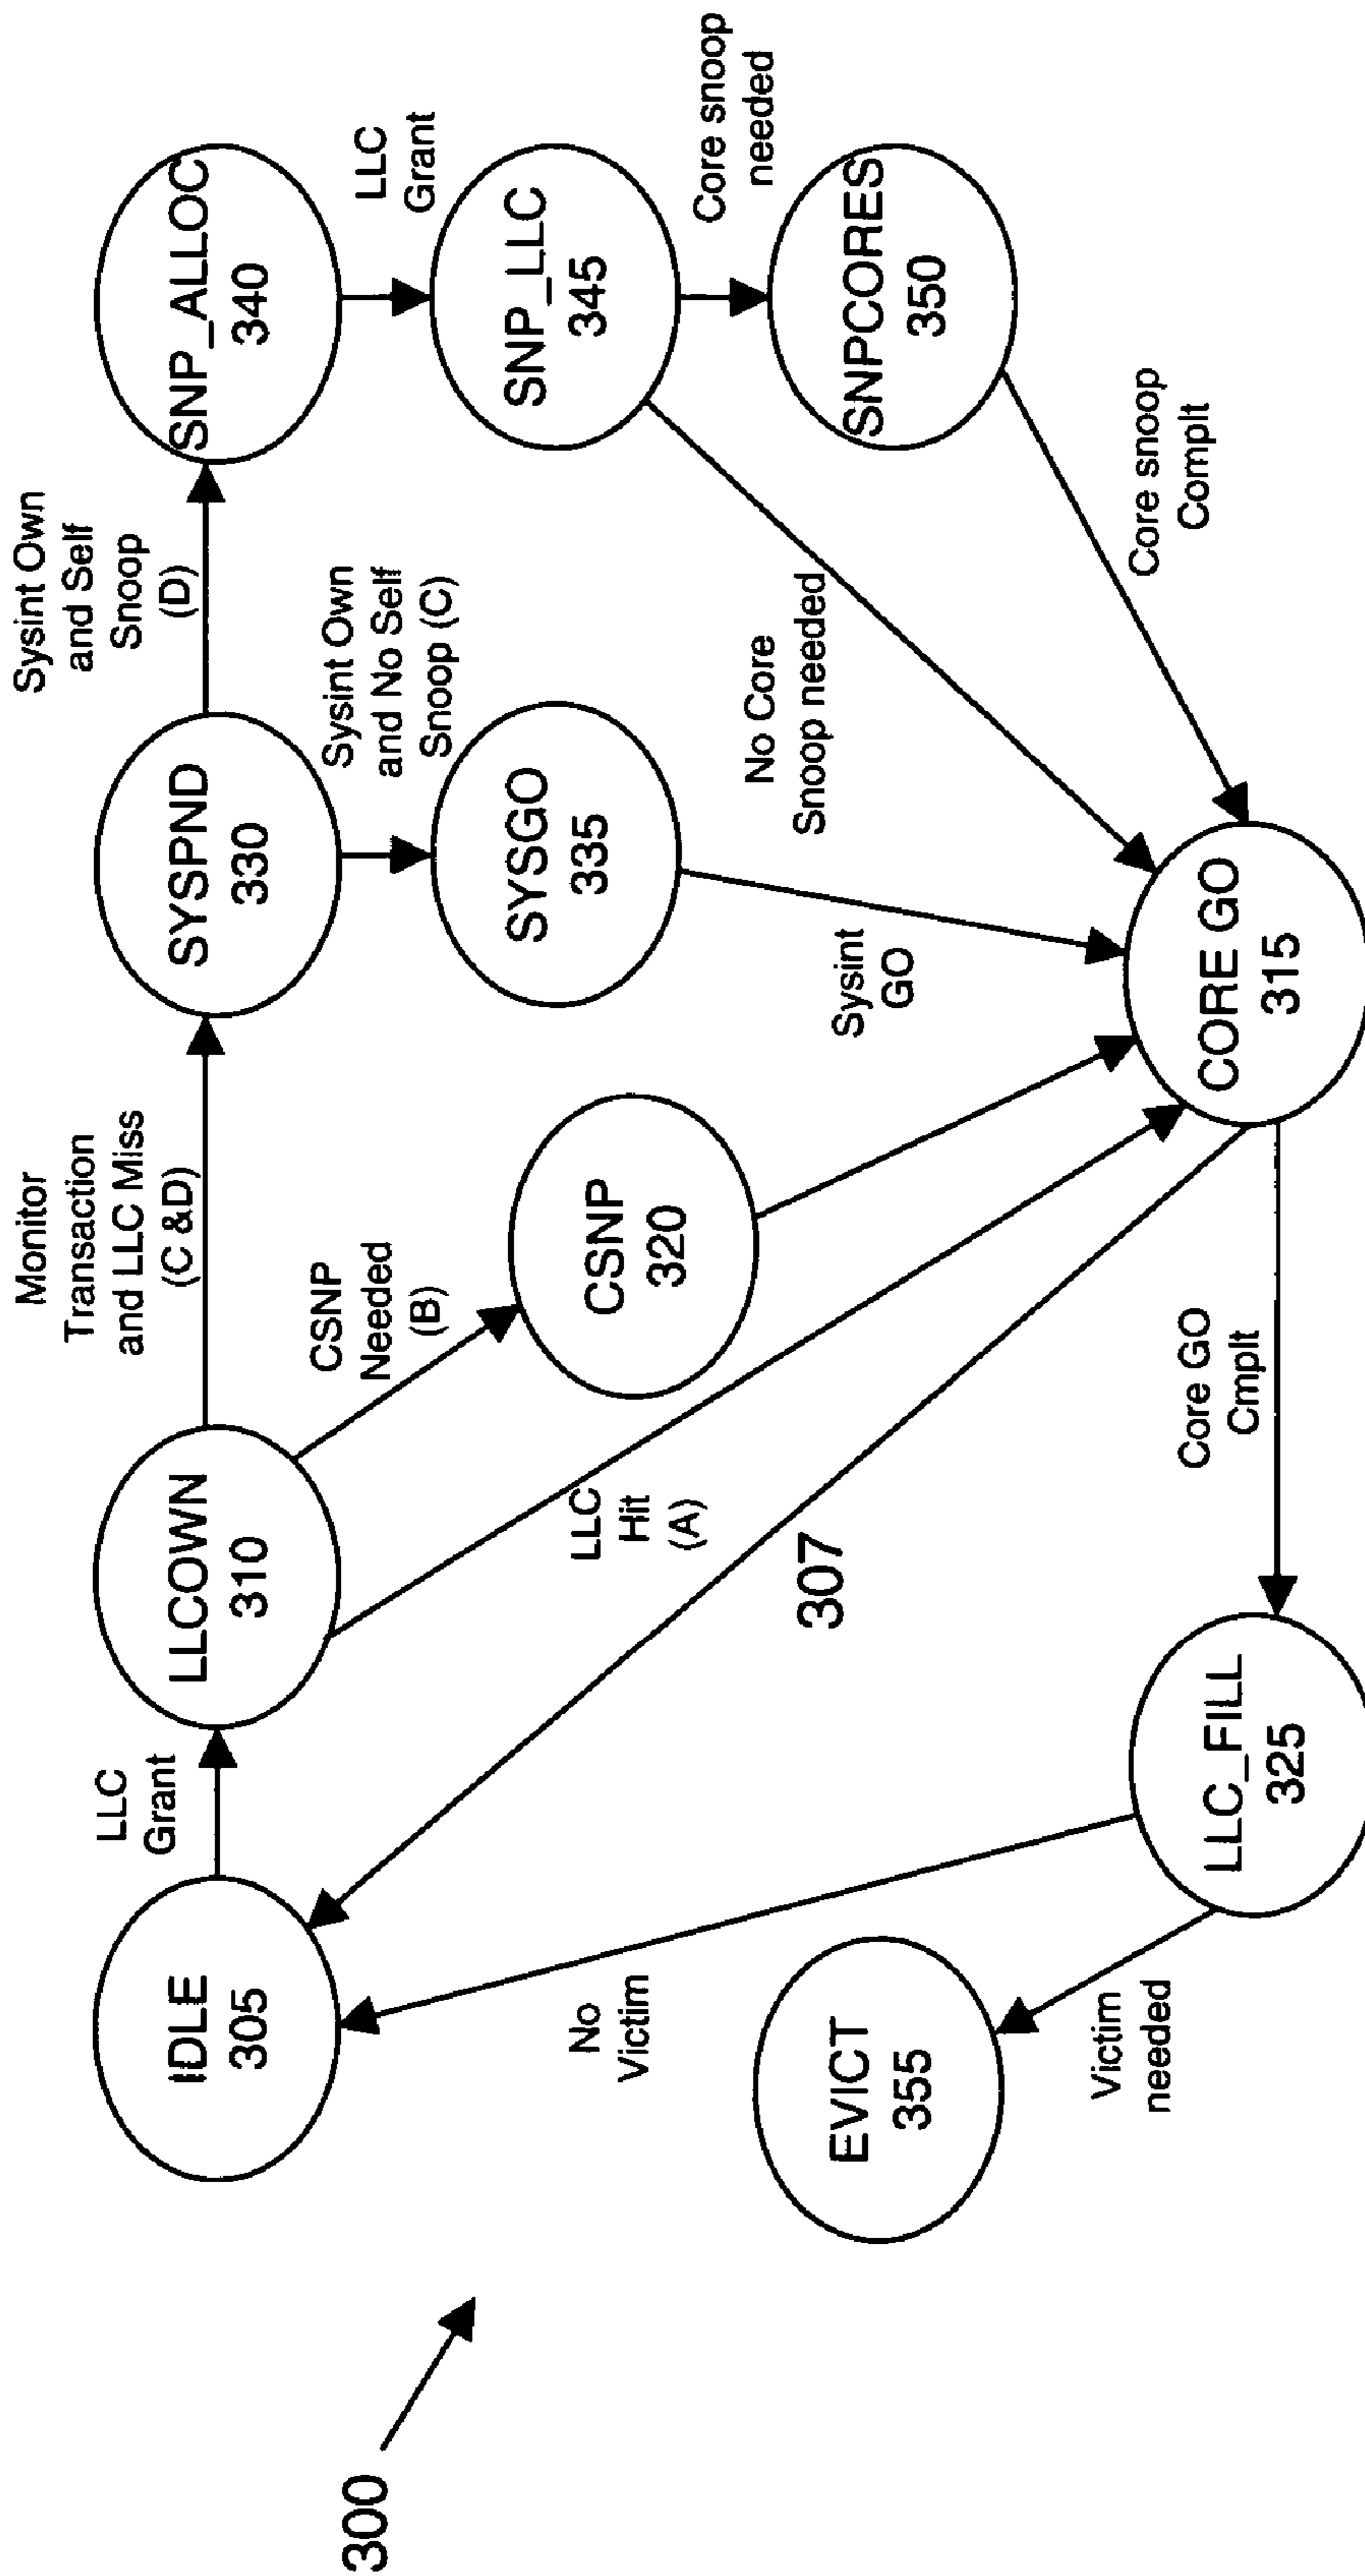 300
IDLE
305
LLC
Grant
LLCOWN
310
Monitor
Transaction
and LLC Miss
(C &D)
SYSPND
330
Sysint Own
and Self
Snoop
(D)
SNP_ALLOC
340
LLC
Grant
SNP_LLC
345
Core snoop
needed
SNPCORES
350
Sysint Own
and No Self
Snoop (C)
SYSGO
335
CSNP
Needed
(B)
CSNP
320
LLC
Hit
(A)
307
No Core
Snoop needed
Sysint
GO
Core snoop
Complt
CORE GO
315
Core GO
Cmplt
LLC_FILL
325
No
Victim
Victim
needed
EVICT
355